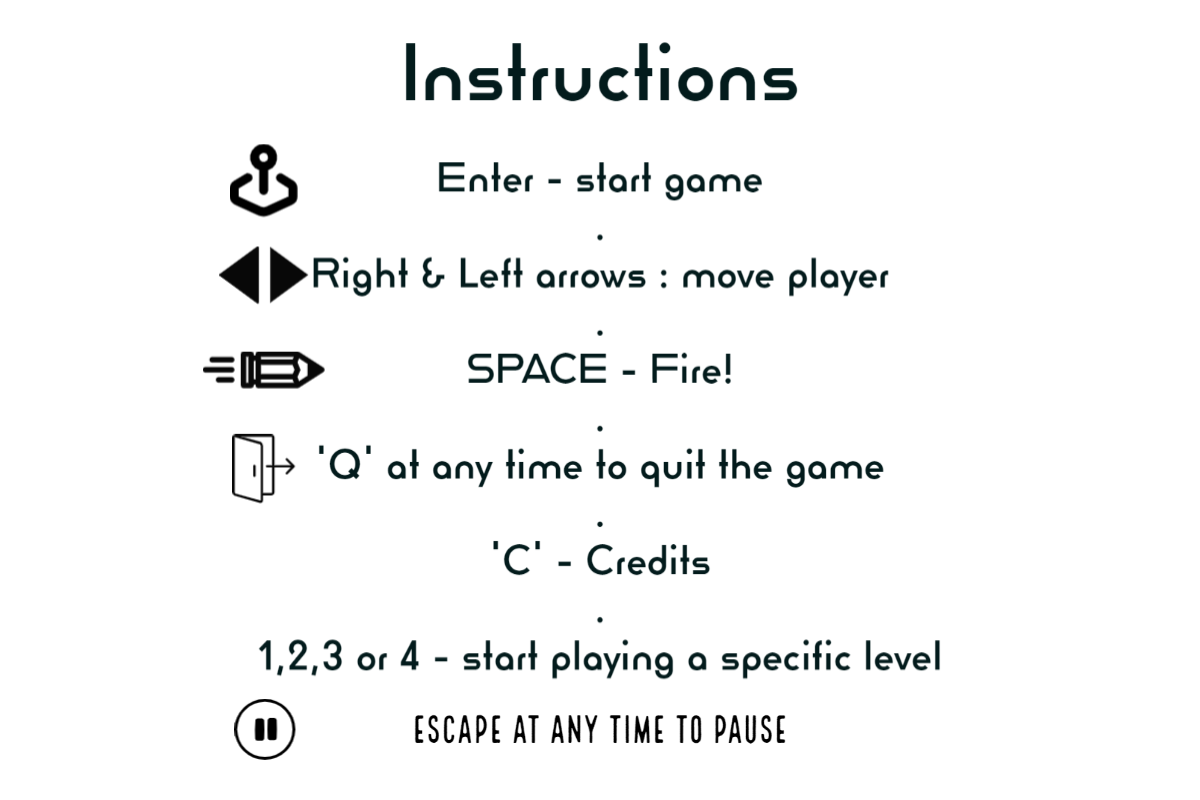 Instructions
Enter - start game
.
Right & Left arrows : move player
.
SPACE - Fire!
.
'Q' at any time to quit the game
.
'C' - Credits
.
1,2,3 or 4 - start playing a specific level
ESCAPE AT ANY TIME TO PAUSE